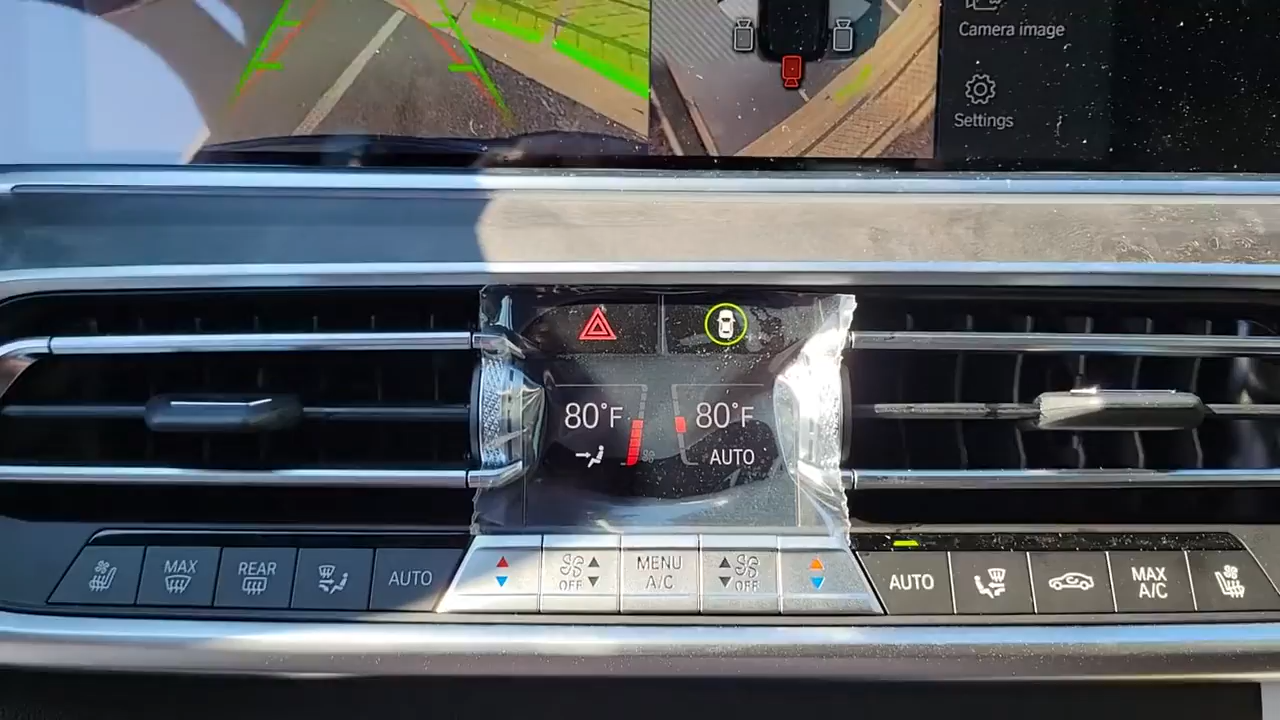 Camera image
Settings
80°F 80°F
AUTO
MAX
REAR
AUTO
OFF
MENU
A/C
OFF
AUTO
MAX
A/C